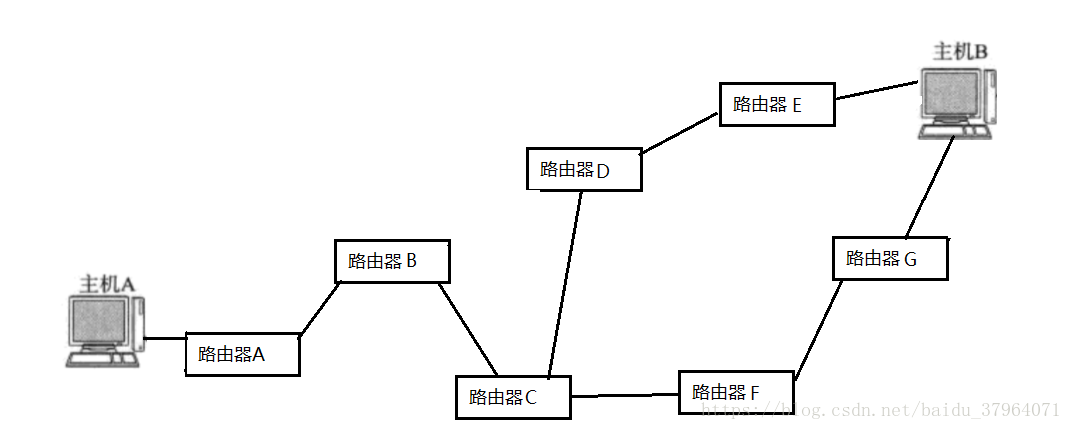 主机B
路由器 E
路由器D
路由器 B
路由器 G
主机A
路由器A
路由器C
路由器 F
https://blog.csdn.net/baidu_37964071